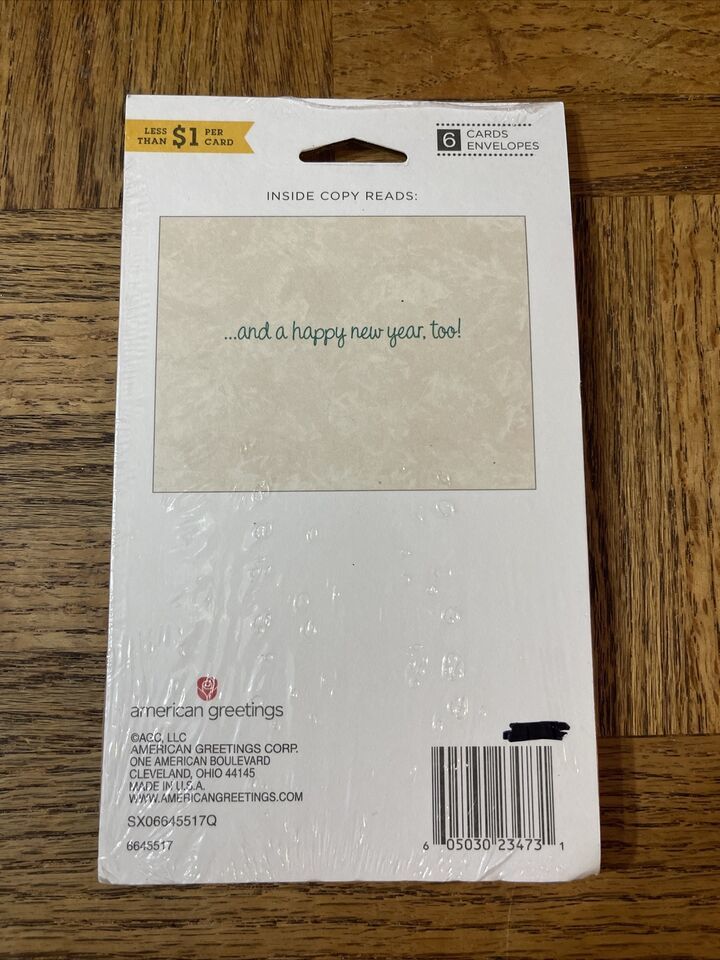 LESS THAN $1 PER CARD
6 CARDS ENVELOPES
INSIDE COPY READS:
...and a happy new year, too!
american greetings
©AGC, LLC
AMERICAN GREETINGS CORP.
ONE AMERICAN BOULEVARD
CLEVELAND, OHIO 44145
MADE IN U.S.A.
WWW.AMERICANGREETINGS.COM
SX06645517Q
6645517
6 05030 23473 1